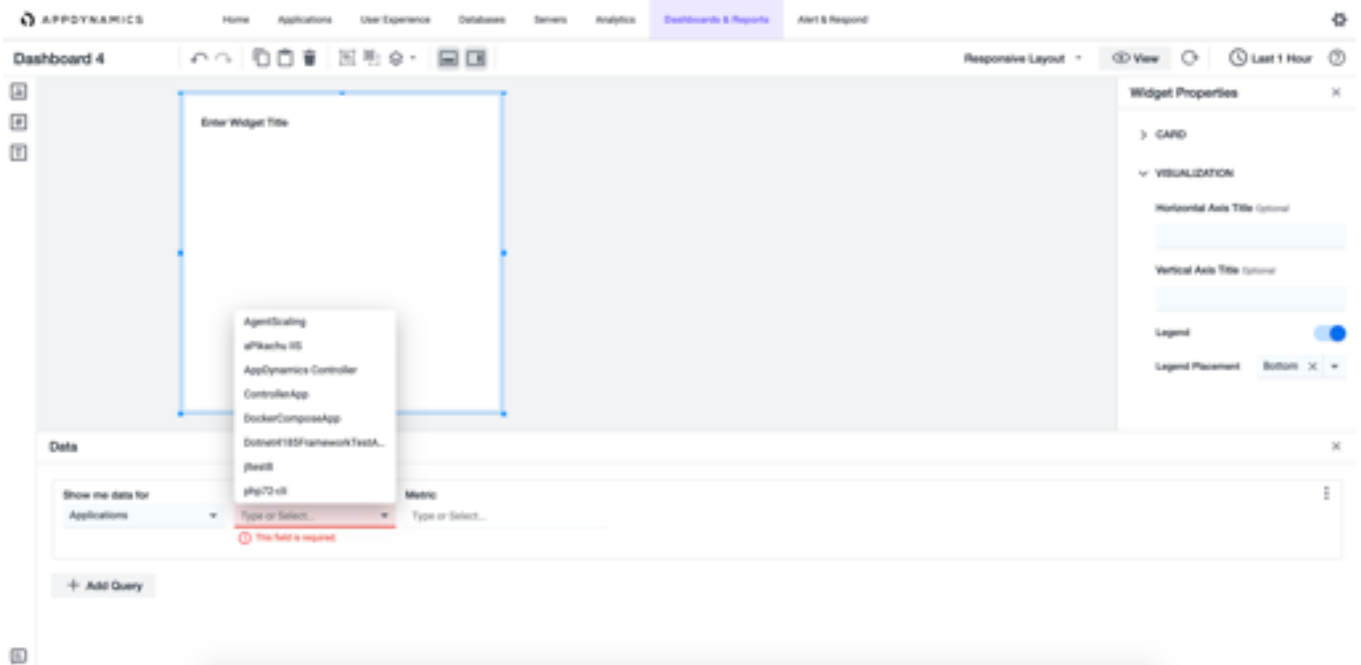 APPDYNAMICS Home Applications User Experience Databases Servers Analytics Dashboards & Reports Alert & Respond
Dashboard 4 Responsive Layout View Last 1 Hour
Widget Properties
Enter Widget Title
CARD
VISUALIZATION
Horizontal Axis Title Optional
Vertical Axis Title Optional
Legend
Legend Placement Bottom
AgentScaling
aPikachu IIS
AppDynamics Controller
ControllerApp
DockerComposeApp
Dotnet4185FrameworkTestA...
php72-cli
Data
Show me data for
Metric
Applications
Type or Select...
Type or Select...
This field is required.
+ Add Query